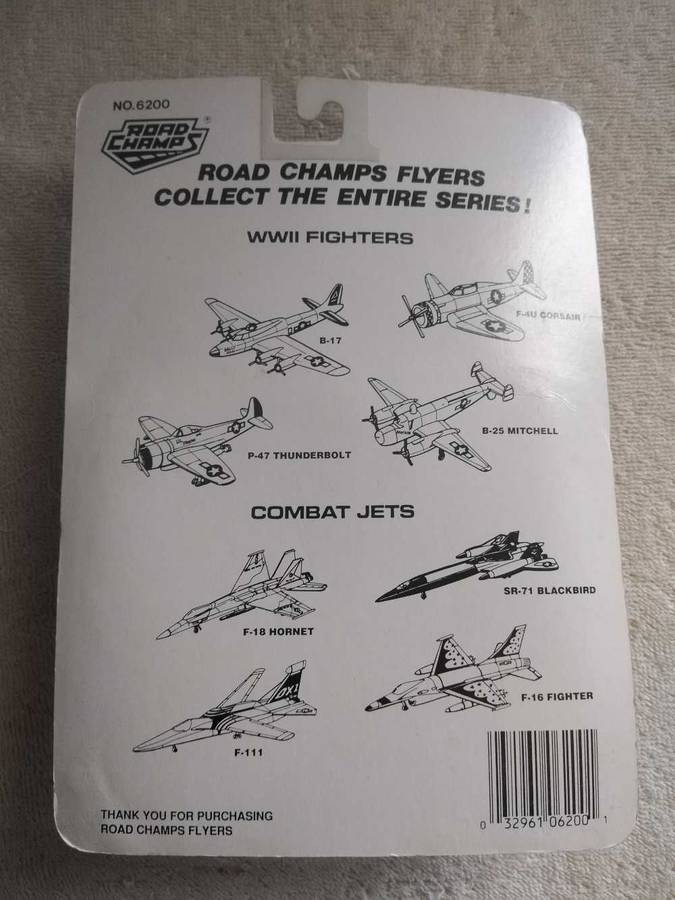 NO.6200
ROAD CHAMPS®
ROAD CHAMPS FLYERS
COLLECT THE ENTIRE SERIES!
WWII FIGHTERS
B-17
F-4U CORSAIR
P-47 THUNDERBOLT
B-25 MITCHELL
COMBAT JETS
F-18 HORNET
SR-71 BLACKBIRD
OX1
F-111
F-16 FIGHTER
THANK YOU FOR PURCHASING
ROAD CHAMPS FLYERS
0 32961 06200 1